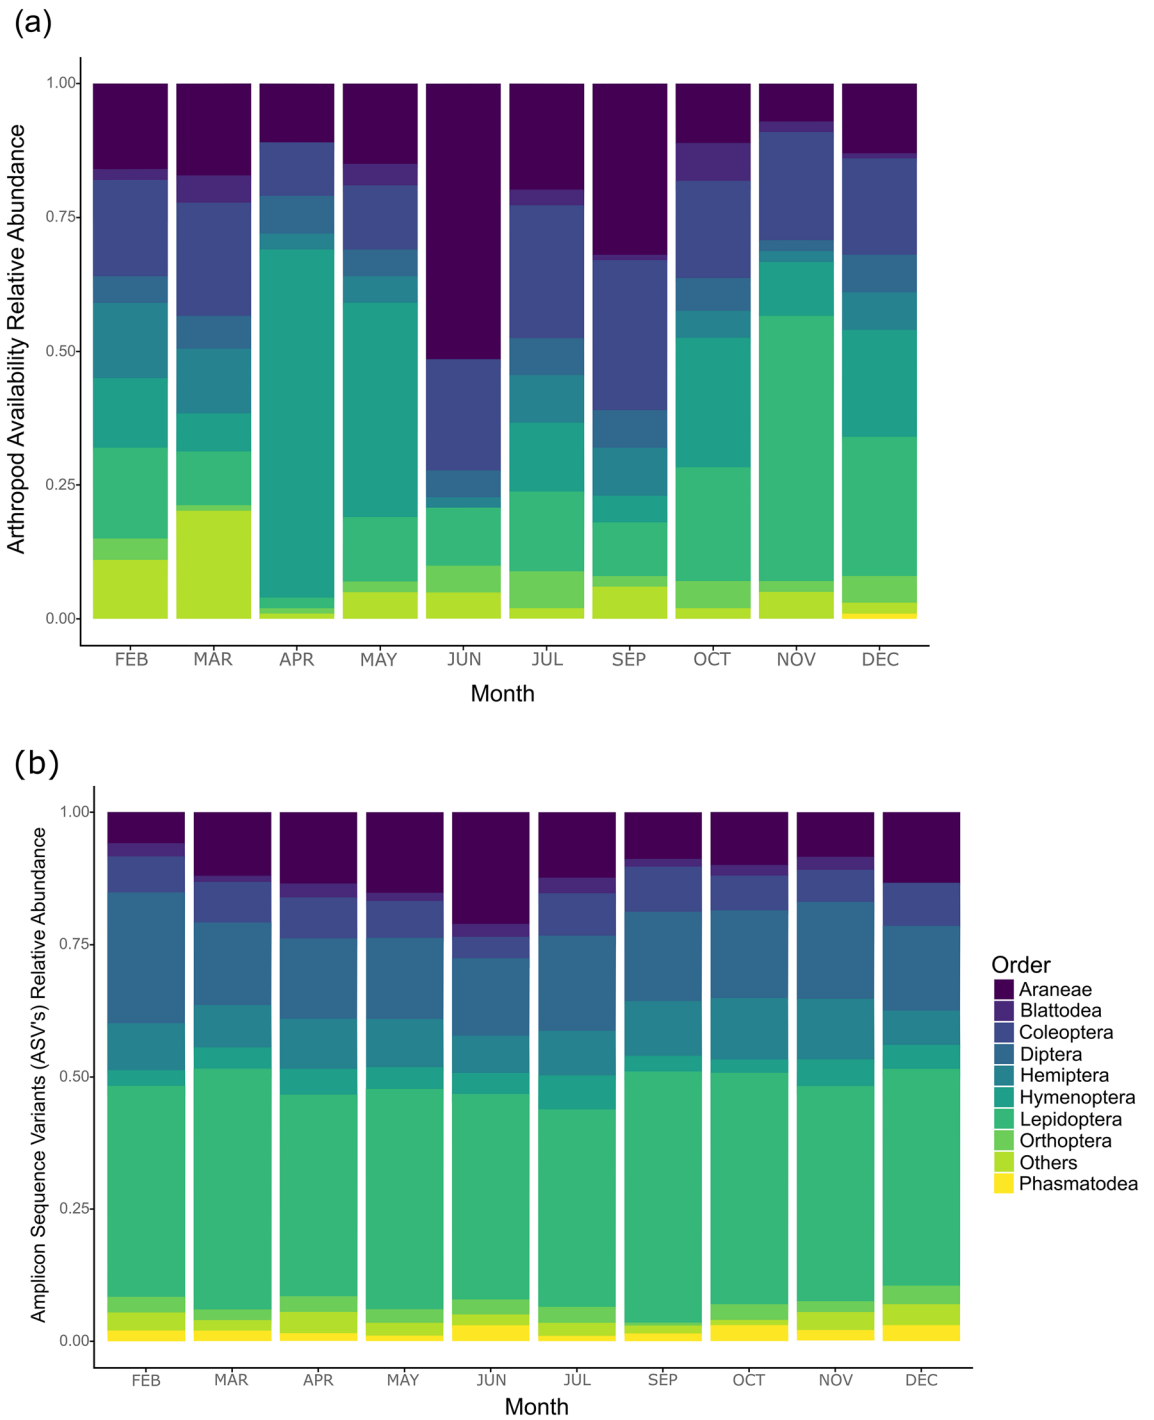 (a)
Arthropod Availability Relative Abundance
1.00
0.75
0.50
0.25
0.00
FEB MAR APR MAY JUN JUL SEP OCT NOV DEC
Month
(b)
Amplicon Sequence Variants (ASV's) Relative Abundance
1.00
0.75
0.50
0.25
0.00
FEB MAR APR MAY JUN JUL SEP OCT NOV DEC
Month
Order
Araneae
Blattodea
Coleoptera
Diptera
Hemiptera
Hymenoptera
Lepidoptera
Orthoptera
Others
Phasmatodea